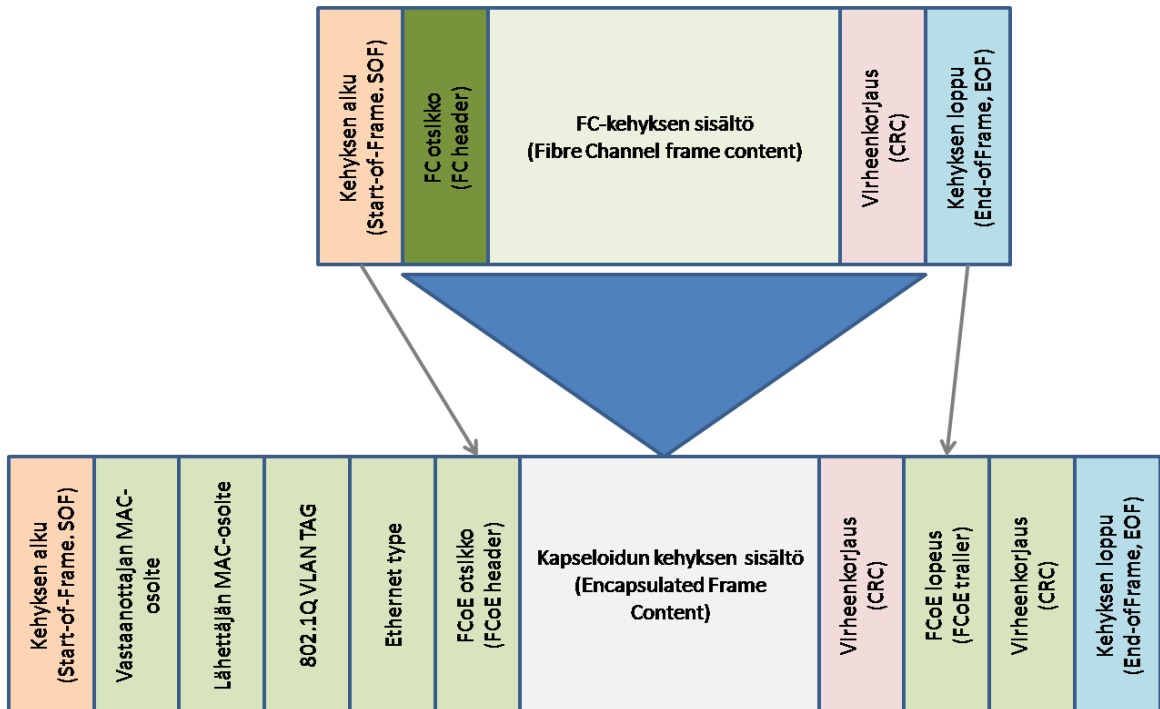 Kehyksen alku
(Start-of-Frame. SOF)
FC otsikko
(FC header)
FC-kehyksen sisältö
(Fibre Channel frame content)
Virheenkorjaus
(CRC)
Kehyksen loppu
(End-ofFrame, EOF)
Kehyksen alku
(Start-of-Frame. SOF)
Vastaanottajan MAC-
osoite
Lähettäjän MAC-osoite
802.1Q VLAN TAG
Ethernet type
FCoE otsikko
(FCoE header)
Kapseloidun kehyksen sisältö
(Encapsulated Frame
Content)
Virheenkorjaus
(CRC)
FCoE lopeus
(FCoE trailer)
Virheenkorjaus
(CRC)
Kehyksen loppu
(End-ofFrame, EOF)